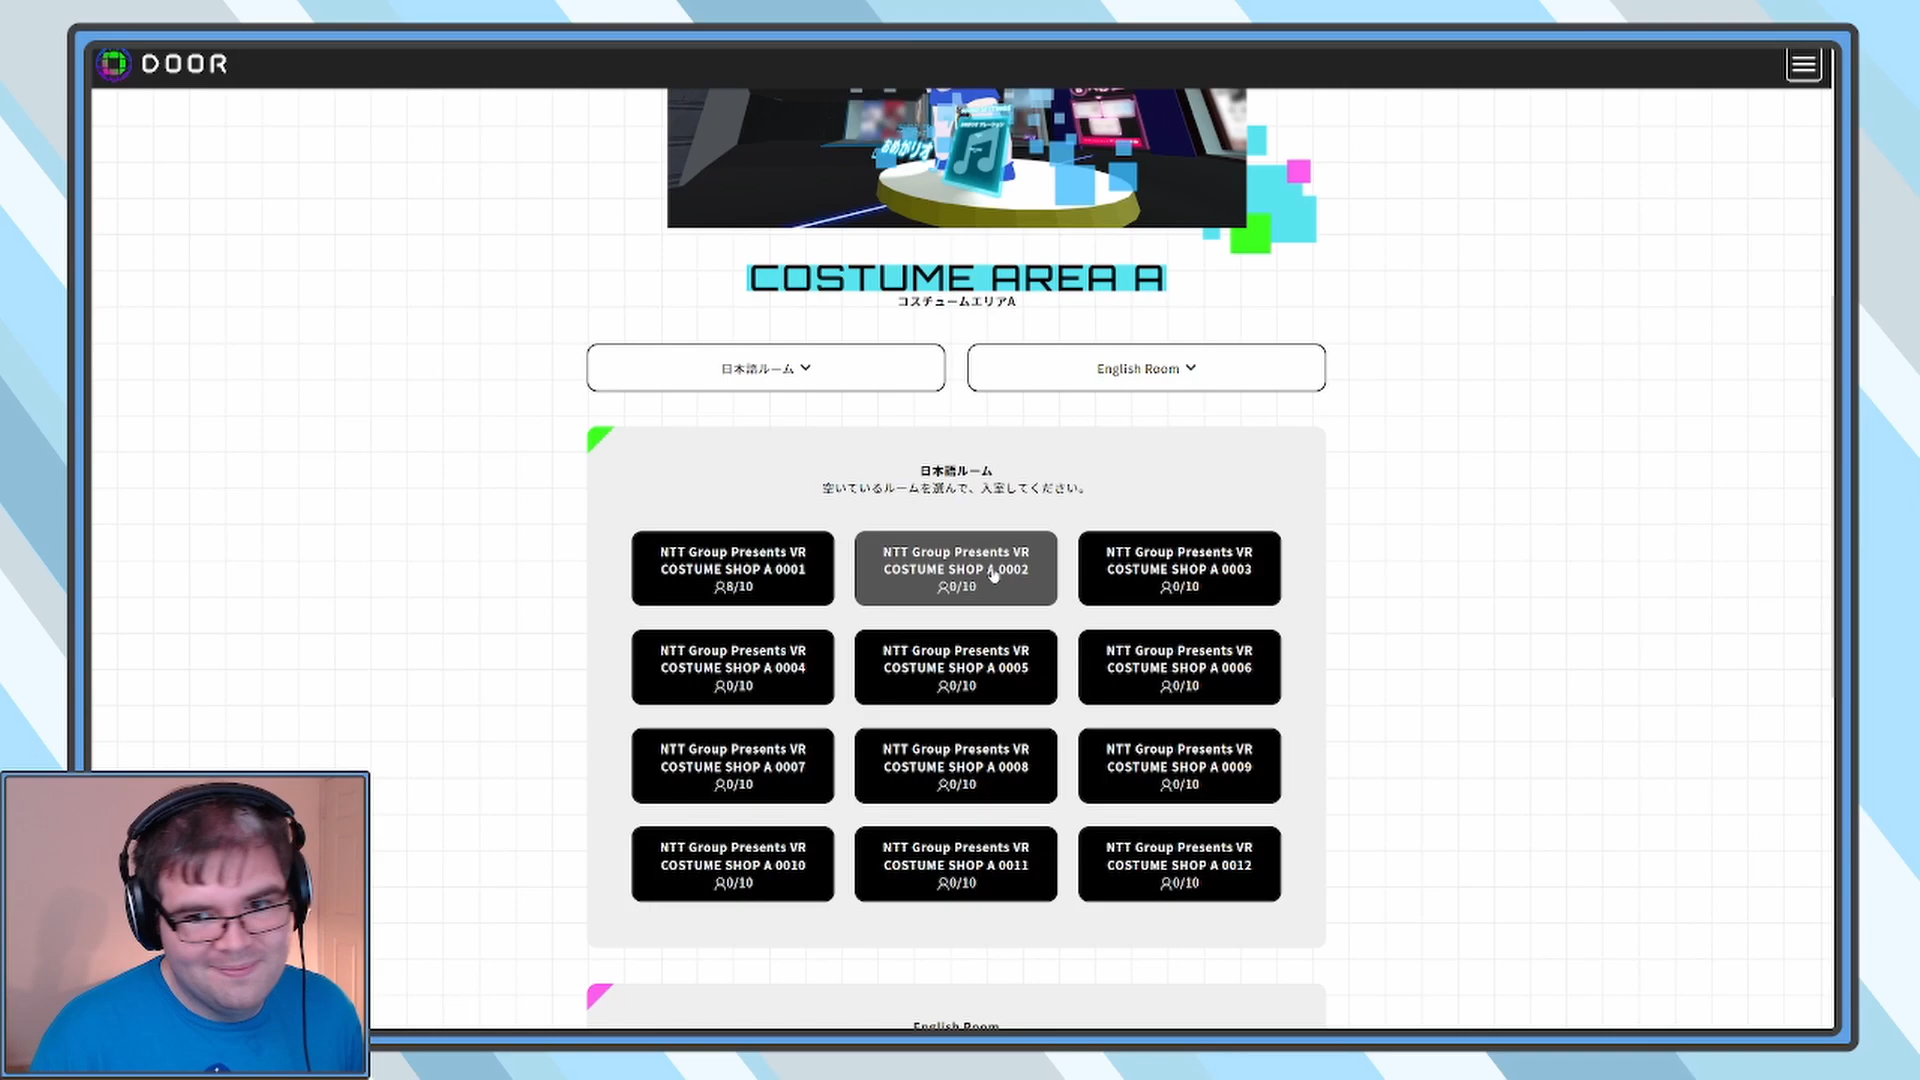 DOOR
おめがリオ
COSTUME AREA A
コスチュームエリアA
日本語ルーム
English Room
日本語ルーム
空いているルームを選んで、入室してください。
NTT Group Presents VR
COSTUME SHOP A 0001
8/10
NTT Group Presents VR
COSTUME SHOP A 0002
0/10
NTT Group Presents VR
COSTUME SHOP A 0003
0/10
NTT Group Presents VR
COSTUME SHOP A 0004
0/10
NTT Group Presents VR
COSTUME SHOP A 0005
0/10
NTT Group Presents VR
COSTUME SHOP A 0006
0/10
NTT Group Presents VR
COSTUME SHOP A 0007
0/10
NTT Group Presents VR
COSTUME SHOP A 0008
0/10
NTT Group Presents VR
COSTUME SHOP A 0009
0/10
NTT Group Presents VR
COSTUME SHOP A 0010
0/10
NTT Group Presents VR
COSTUME SHOP A 0011
0/10
NTT Group Presents VR
COSTUME SHOP A 0012
0/10
English Room